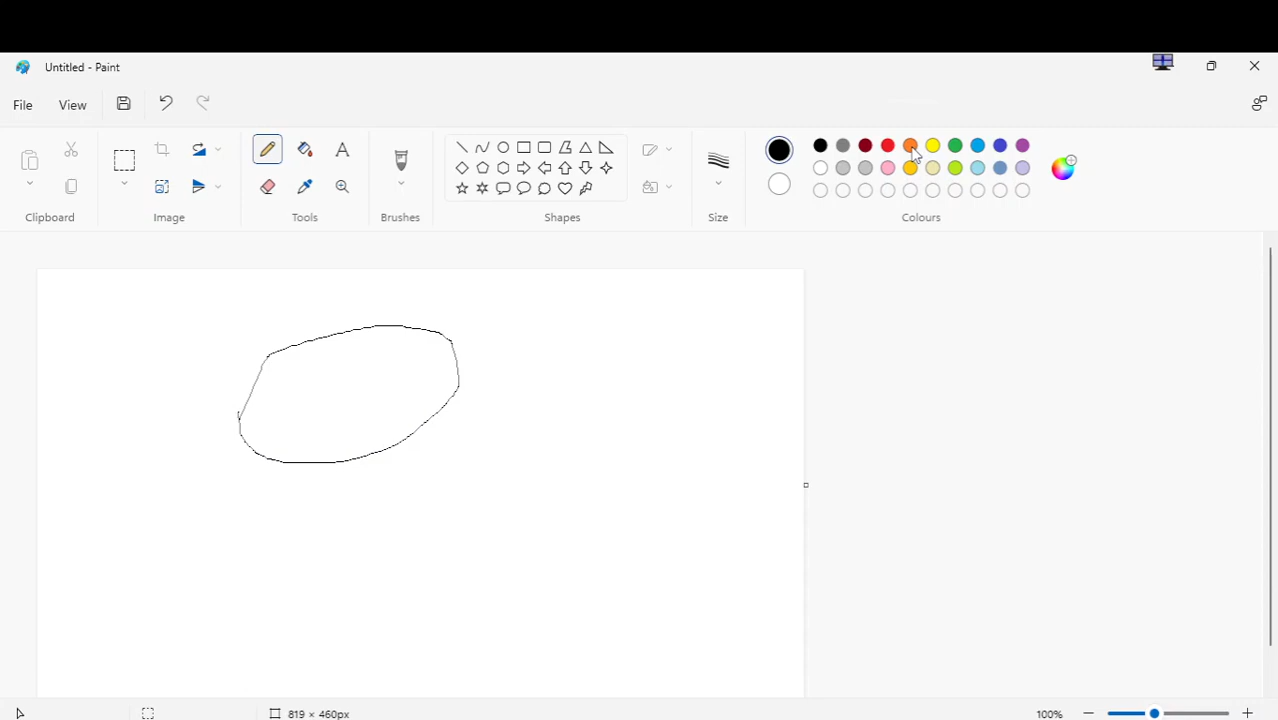 Untitled - Paint
File View
A
Clipboard Image Tools Brushes Shapes Size Colours
819 × 460px 100%